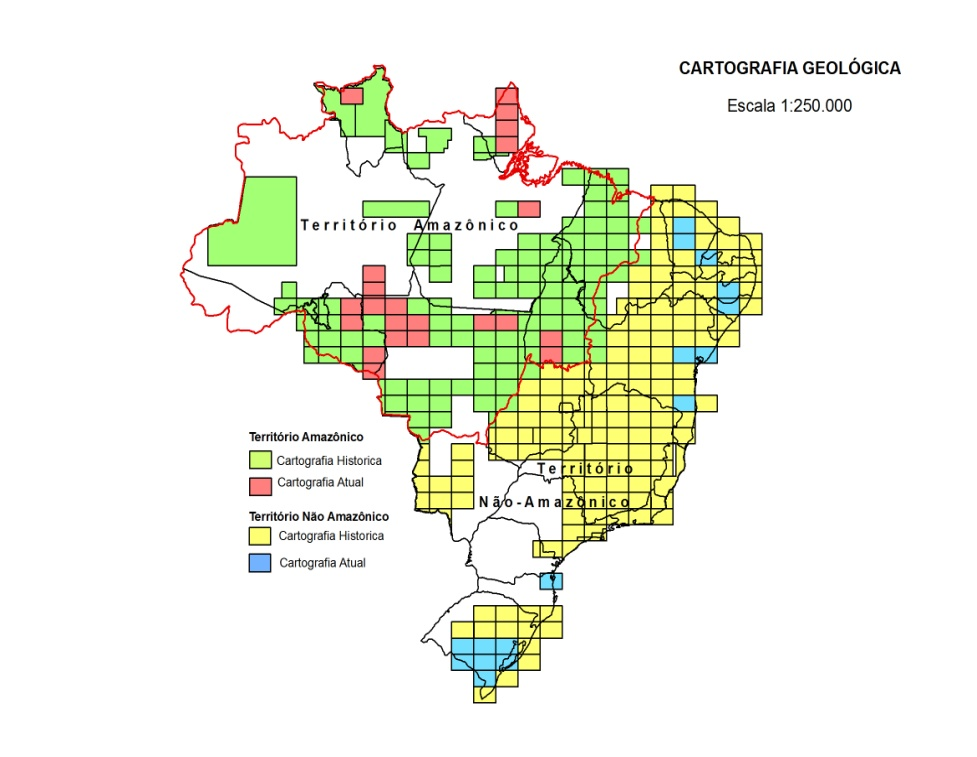 CARTOGRAFIA GEOLÓGICA
Escala 1:250.000
Território Amazônico
Território Amazônico
Cartografia Historica
Cartografia Atual
Território Não Amazônico
Cartografia Historica
Cartografia Atual
Território
Não-Amazônico